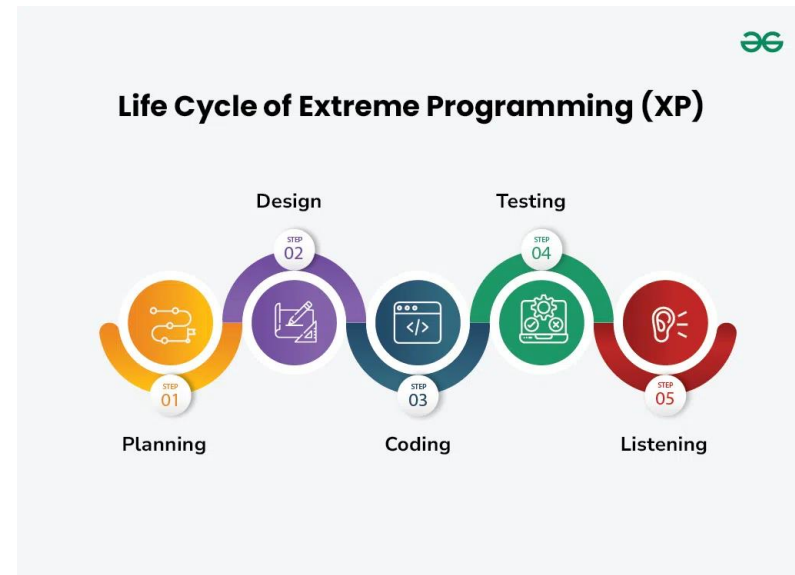 Life Cycle of Extreme Programming (XP)
Design
Testing
STEP
02
STEP
04
</>
STEP
01
STEP
03
STEP
05
Planning
Coding
Listening